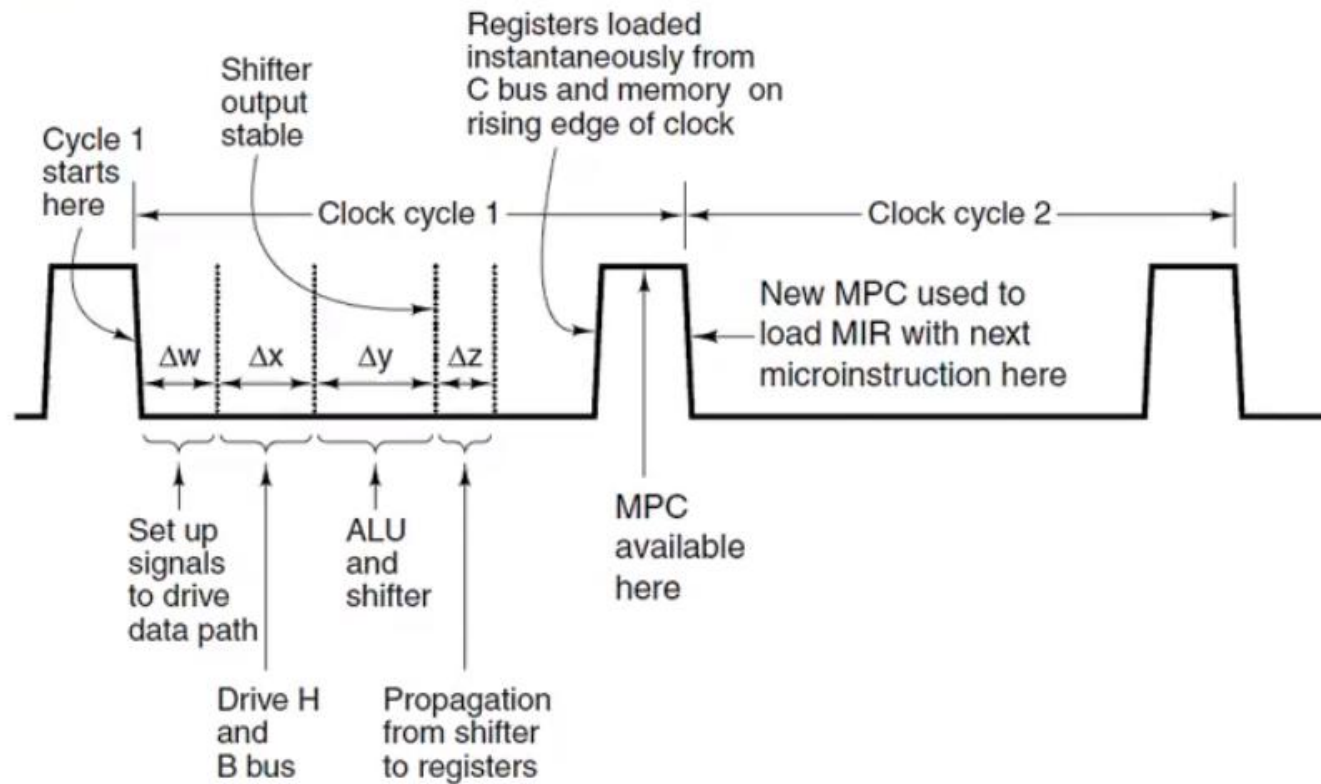 Registers loaded
instantaneously from
C bus and memory on
rising edge of clock
Shifter
output
stable
Cycle 1
starts
here
Clock cycle 1
Clock cycle 2
New MPC used to
load MIR with next
microinstruction here
Δw
Δx
Δy
Δz
Set up
signals
to drive
data path
ALU
and
shifter
MPC
available
here
Drive H
and
B bus
Propagation
from shifter
to registers